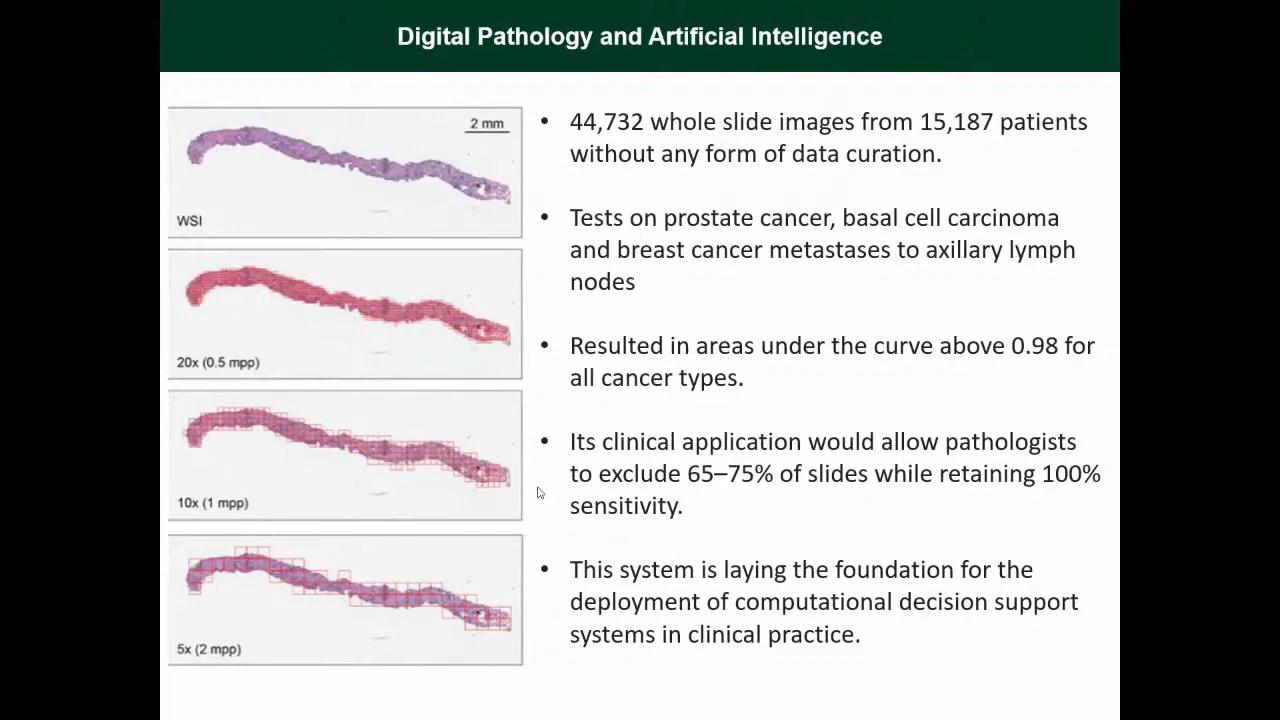 Digital Pathology and Artificial Intelligence
2 mm
WSI
20x (0.5 mpp)
10x (1 mpp)
5x (2 mpp)
• 44,732 whole slide images from 15,187 patients
without any form of data curation.
• Tests on prostate cancer, basal cell carcinoma
and breast cancer metastases to axillary lymph
nodes
• Resulted in areas under the curve above 0.98 for
all cancer types.
• Its clinical application would allow pathologists
to exclude 65–75% of slides while retaining 100%
sensitivity.
• This system is laying the foundation for the
deployment of computational decision support
systems in clinical practice.